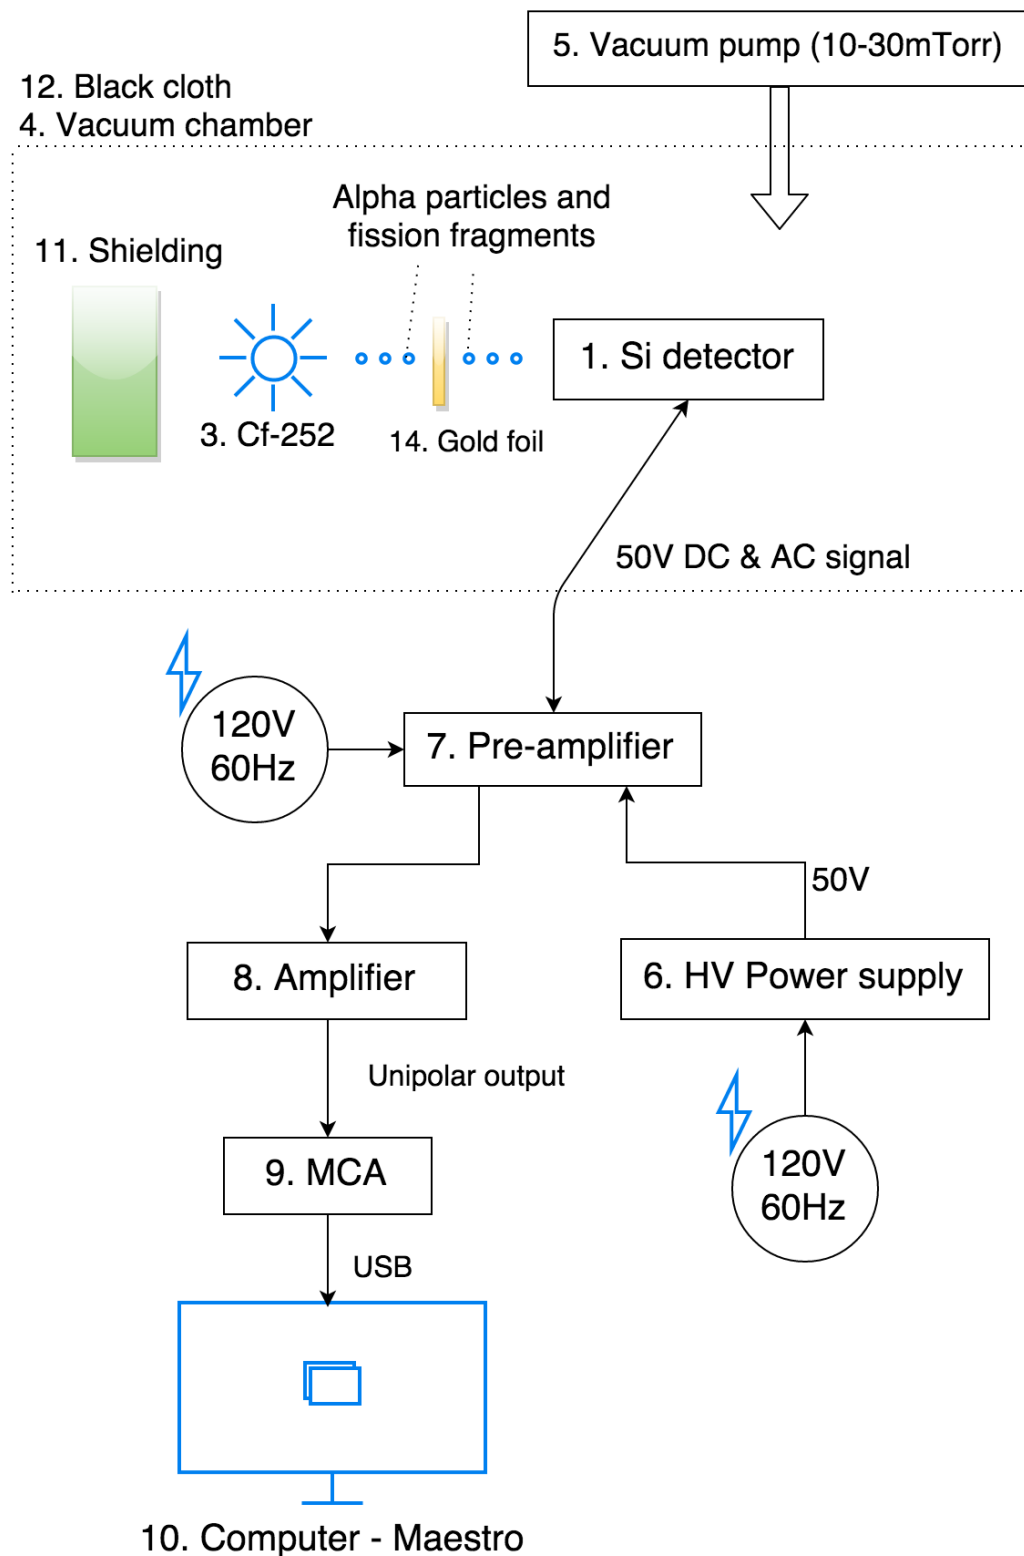 5. Vacuum pump (10-30mTorr)
12. Black cloth
4. Vacuum chamber
Alpha particles and
fission fragments
11. Shielding
1. Si detector
3. Cf-252
14. Gold foil
50V DC & AC signal
120V
60Hz
7. Pre-amplifier
50V
8. Amplifier
6. HV Power supply
Unipolar output
9. MCA
120V
60Hz
USB
10. Computer - Maestro